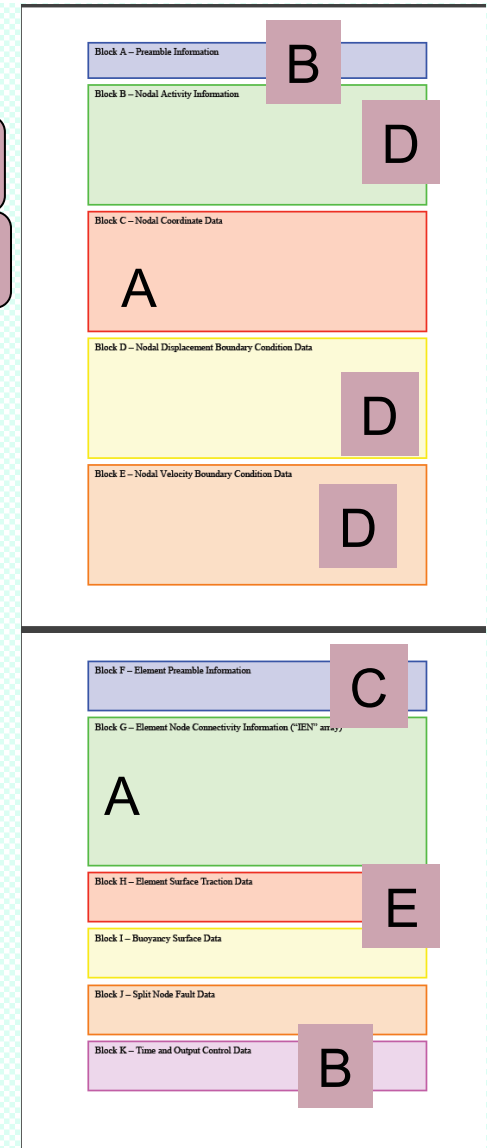 Block A – Preamble Information
B
Block B – Nodal Activity Information
D
Block C – Nodal Coordinate Data
A
Block D – Nodal Displacement Boundary Condition Data
D
Block E – Nodal Velocity Boundary Condition Data
D
Block F – Element Preamble Information
C
Block G – Element Node Connectivity Information ("IEN" array)
A
Block H – Element Surface Traction Data
E
Block I – Buoyancy Surface Data
Block J – Split Node Fault Data
Block K – Time and Output Control Data
B